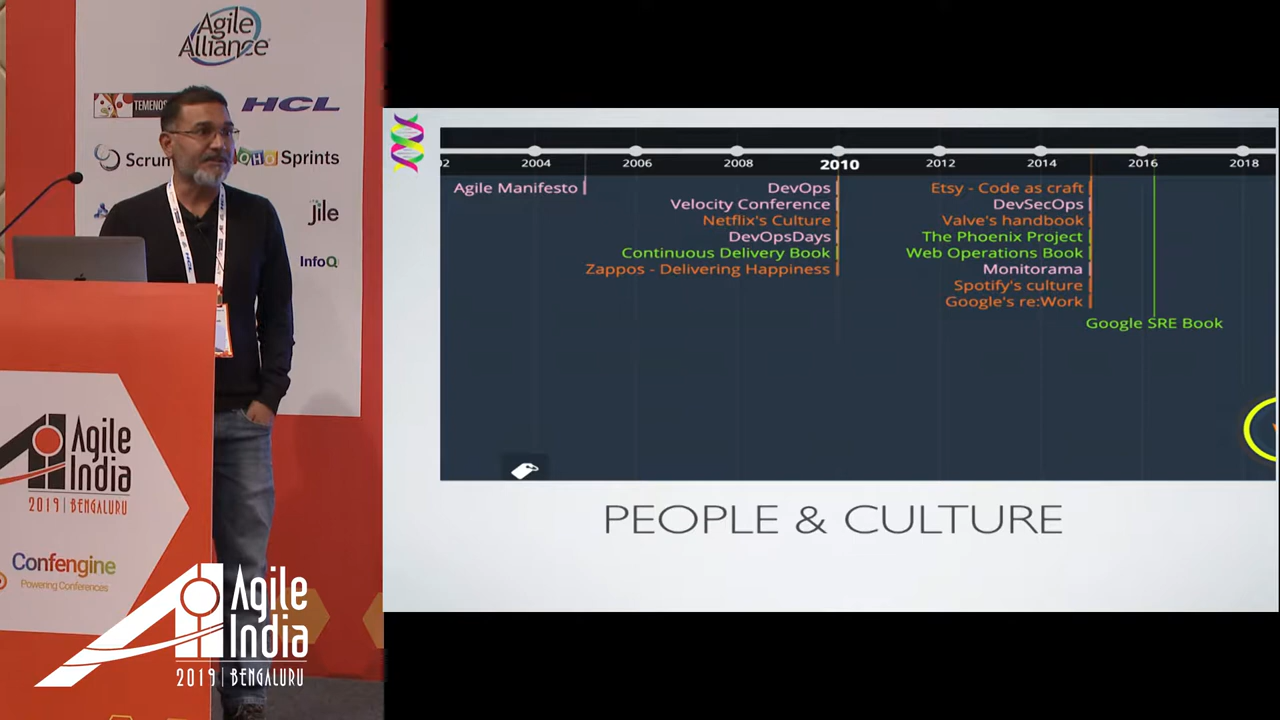 Agile
Alliance
TEMENOS
HCL
Scrum
Sprints
Jile
InfoQ
HCL
Agile
India
2019 | BENGALURU
Confengine
Powering Conferences
Agile
India
2019 | BENGALURU
02 2004 2006 2008 2010 2012 2014 2016 2018
Agile Manifesto
DevOps
Velocity Conference
Netflix's Culture
DevOpsDays
Continuous Delivery Book
Zappos - Delivering Happiness
Etsy - Code as craft
DevSecOps
Valve's handbook
The Phoenix Project
Web Operations Book
Monitorama
Spotify's culture
Google's re:Work
Google SRE Book
PEOPLE & CULTURE